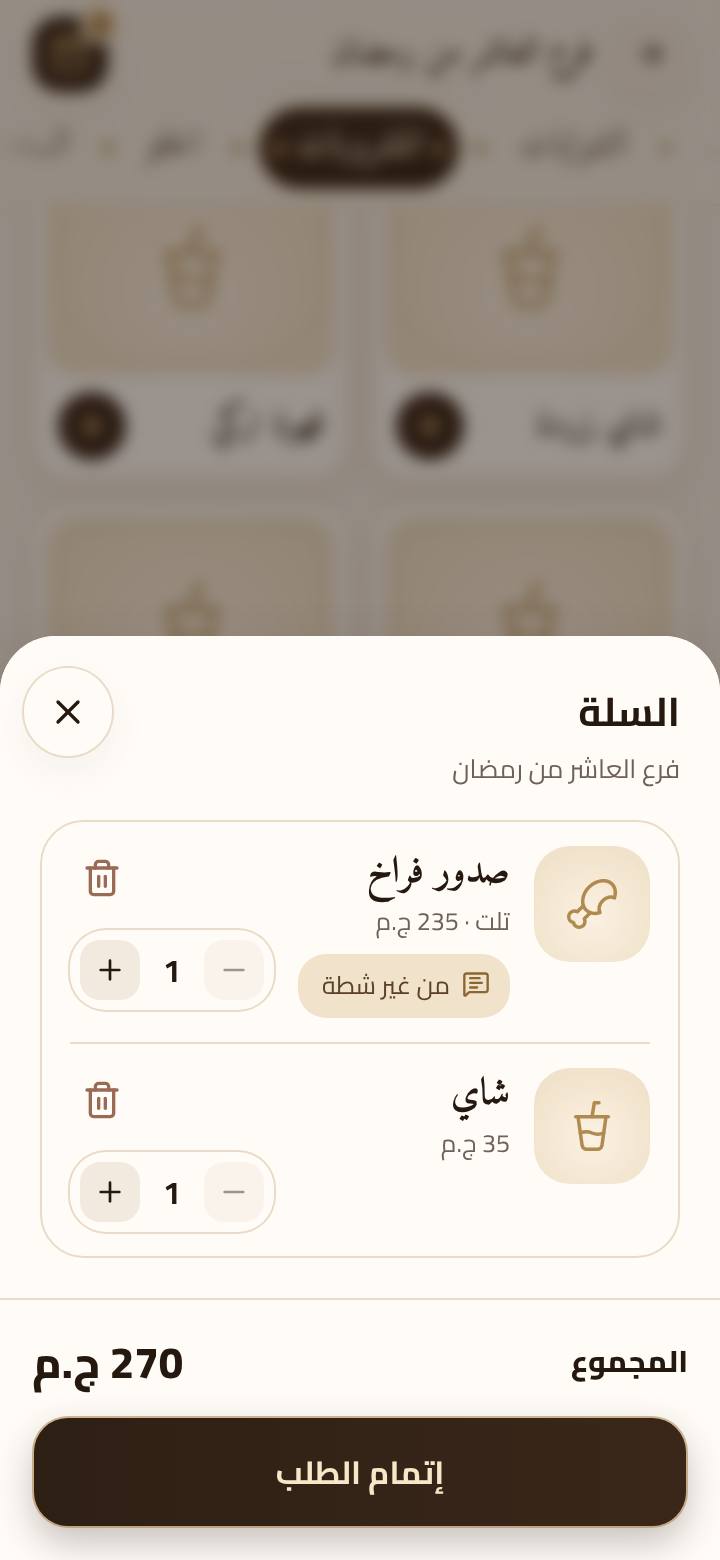 السلة
فرع العاشر من رمضان
صدور فراخ
تلت · 235 ج.م
من غير شطة
1
شاي
35 ج.م
1
المجموع
270 ج.م
إتمام الطلب